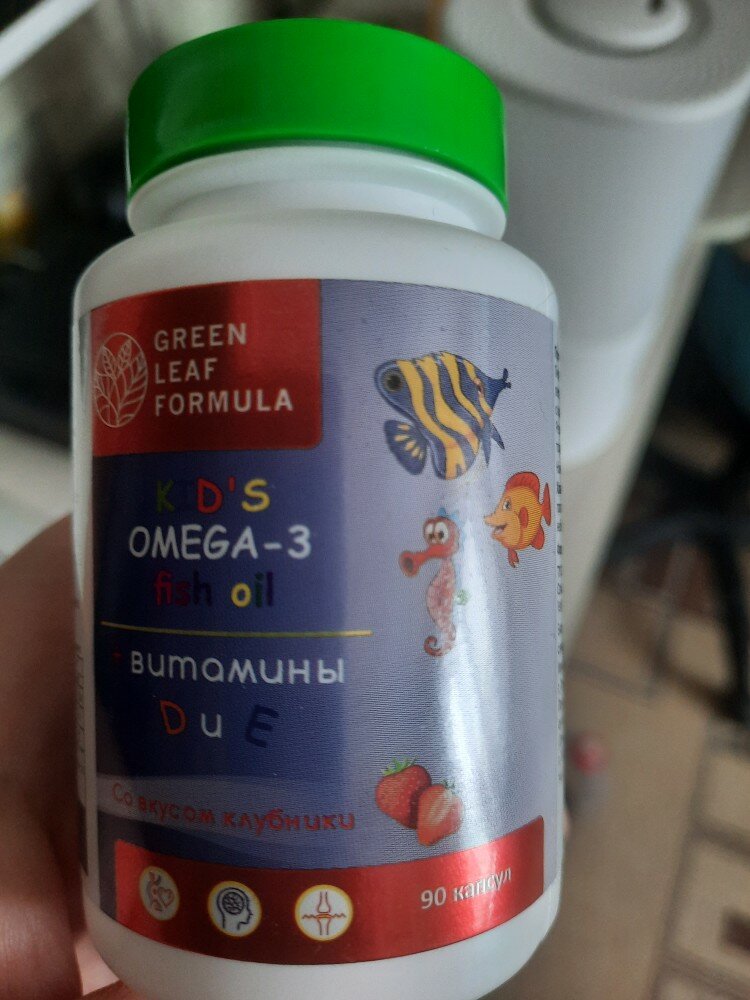 GREEN
LEAF
FORMULA
KID'S
OMEGA-3
fish oil
+ витамины
D и E
Со вкусом клубники
90 капсул